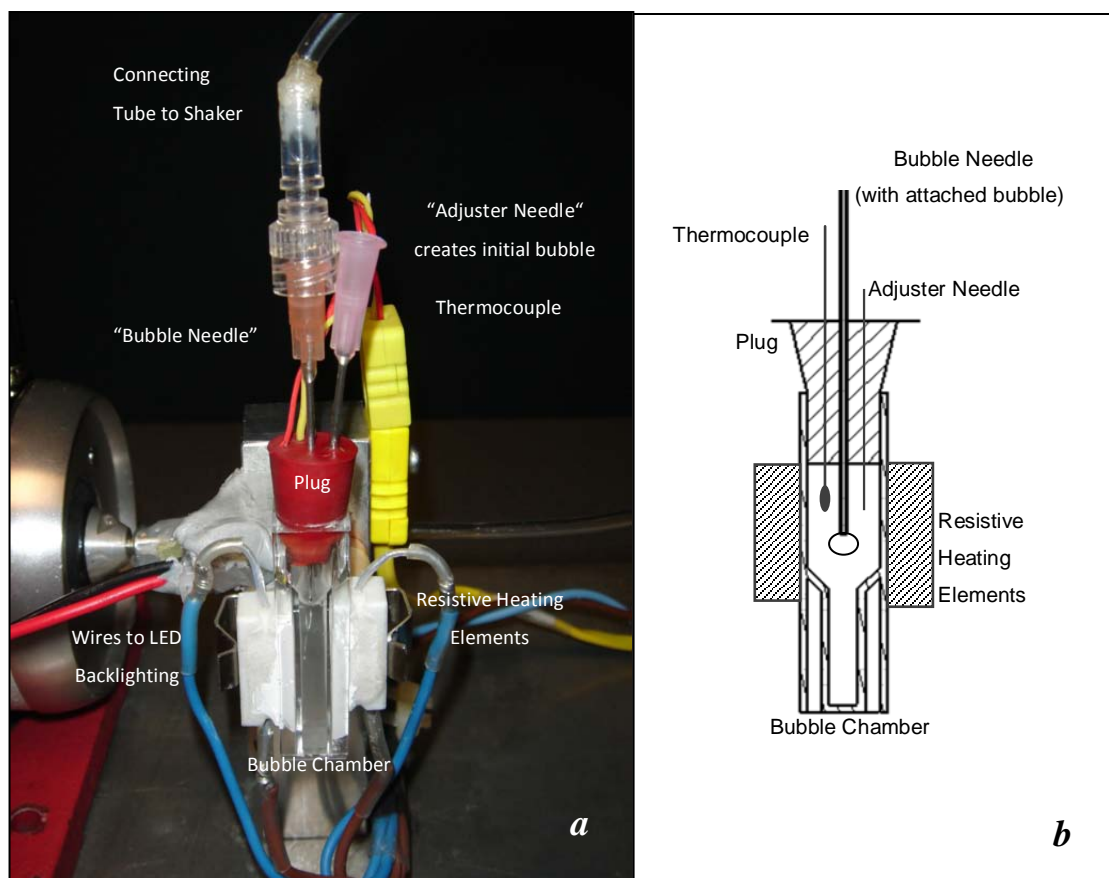 Connecting
Tube to Shaker
“Adjuster Needle“
creates initial bubble
Thermocouple
“Bubble Needle”
Plug
Resistive Heating
Elements
Wires to LED
Backlighting
Bubble Chamber
a
Bubble Needle
(with attached bubble)
Thermocouple
Adjuster Needle
Plug
Resistive
Heating
Elements
Bubble Chamber
b